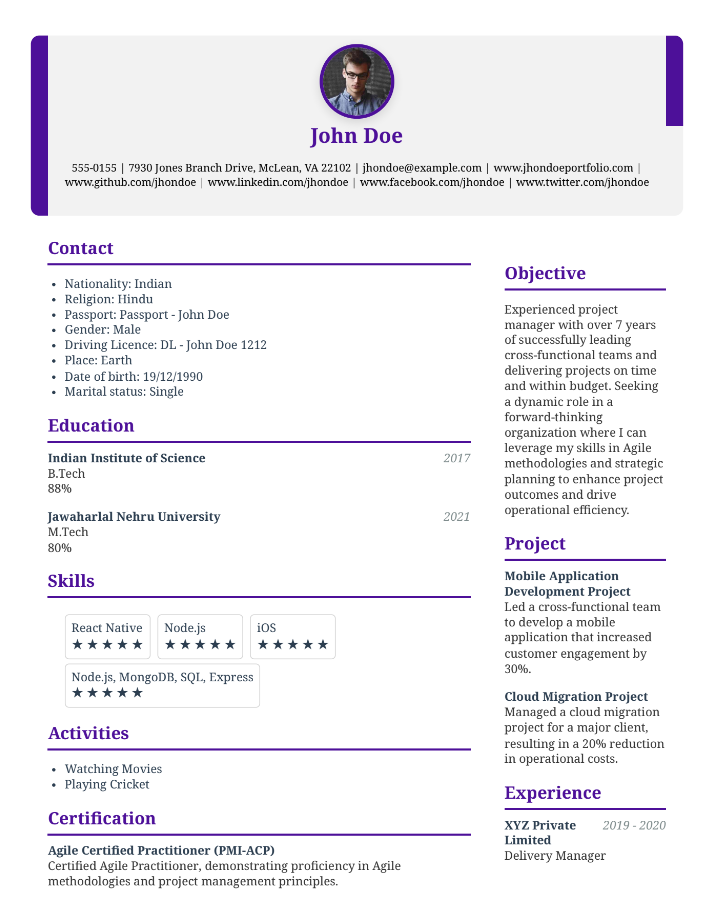 John Doe
555-0155 | 7930 Jones Branch Drive, McLean, VA 22102 | jhondoe@example.com | www.jhondoeportfolio.com |
www.github.com/jhondoe | www.linkedin.com/jhondoe | www.facebook.com/jhondoe | www.twitter.com/jhondoe
Contact
• Nationality: Indian
• Religion: Hindu
• Passport: Passport - John Doe
• Gender: Male
• Driving Licence: DL - John Doe 1212
• Place: Earth
• Date of birth: 19/12/1990
• Marital status: Single
Education
Indian Institute of Science 2017
B.Tech
88%
Jawaharlal Nehru University 2021
M.Tech
80%
Skills
React Native Node.js iOS
★★★★★ ★★★★★ ★★★★★
Node.js, MongoDB, SQL, Express
★★★★★
Activities
• Watching Movies
• Playing Cricket
Certification
Agile Certified Practitioner (PMI-ACP)
Certified Agile Practitioner, demonstrating proficiency in Agile
methodologies and project management principles.
Objective
Experienced project
manager with over 7 years
of successfully leading
cross-functional teams and
delivering projects on time
and within budget. Seeking
a dynamic role in a
forward-thinking
organization where I can
leverage my skills in Agile
methodologies and strategic
planning to enhance project
outcomes and drive
operational efficiency.
Project
Mobile Application
Development Project
Led a cross-functional team
to develop a mobile
application that increased
customer engagement by
30%.
Cloud Migration Project
Managed a cloud migration
project for a major client,
resulting in a 20% reduction
in operational costs.
Experience
XYZ Private 2019 - 2020
Limited
Delivery Manager